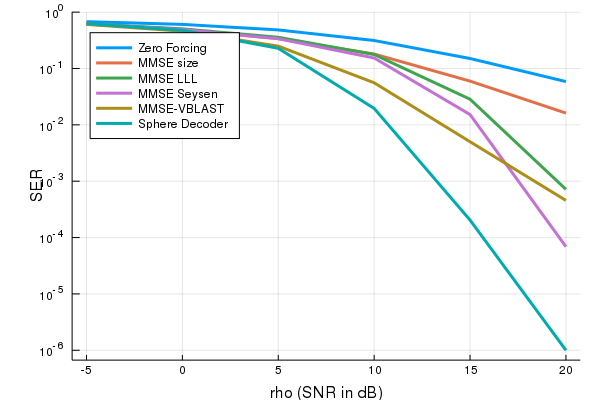 10^0
10^-1
10^-2
10^-3
10^-4
10^-5
10^-6
SER
Zero Forcing
MMSE size
MMSE LLL
MMSE Seysen
MMSE-VBLAST
Sphere Decoder
-5 0 5 10 15 20
rho (SNR in dB)